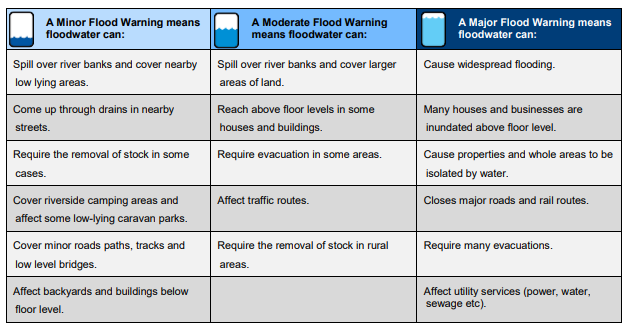 A Minor Flood Warning means
floodwater can:
A Moderate Flood Warning
means floodwater can:
A Major Flood Warning means
floodwater can:
Spill over river banks and cover nearby
low lying areas.
Spill over river banks and cover larger
areas of land.
Cause widespread flooding.
Come up through drains in nearby
streets.
Reach above floor levels in some
houses and buildings.
Many houses and businesses are
inundated above floor level.
Require the removal of stock in some
cases.
Require evacuation in some areas.
Cause properties and whole areas to be
isolated by water.
Cover riverside camping areas and
affect some low-lying caravan parks.
Affect traffic routes.
Closes major roads and rail routes.
Cover minor roads paths, tracks and
low level bridges.
Require the removal of stock in rural
areas.
Require many evacuations.
Affect backyards and buildings below
floor level.
Affect utility services (power, water,
sewage etc).